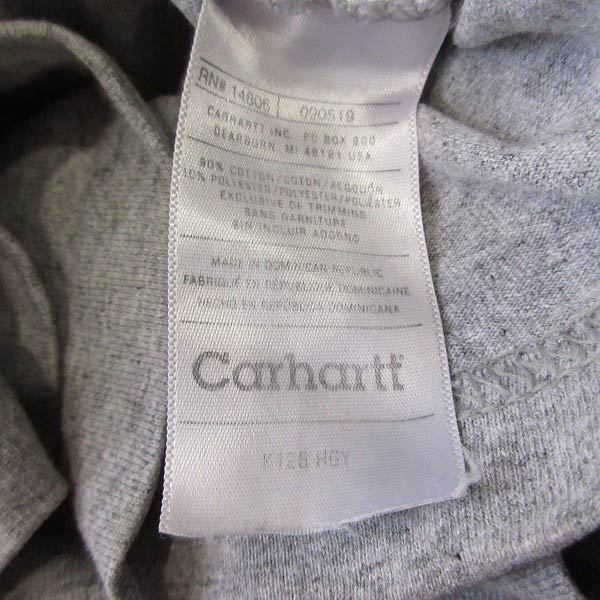 RN# 14806 090519
CARHARTT INC. PO BOX 600
DEARBORN, MI 48121 USA
90% COTTON/COTON/ALGODÓN
10% POLYESTER/POLYESTER/POLIÉSTER
EXCLUSIVE OF TRIMMING
SANS GARNITURE
SIN INCLUIR ADORNO
MADE IN DOMINICAN REPUBLIC
FABRIQUÉ EN RÉPUBLIQUE DOMINICAINE
HECHO EN REPÚBLICA DOMINICANA
Carhartt
K126 HGY